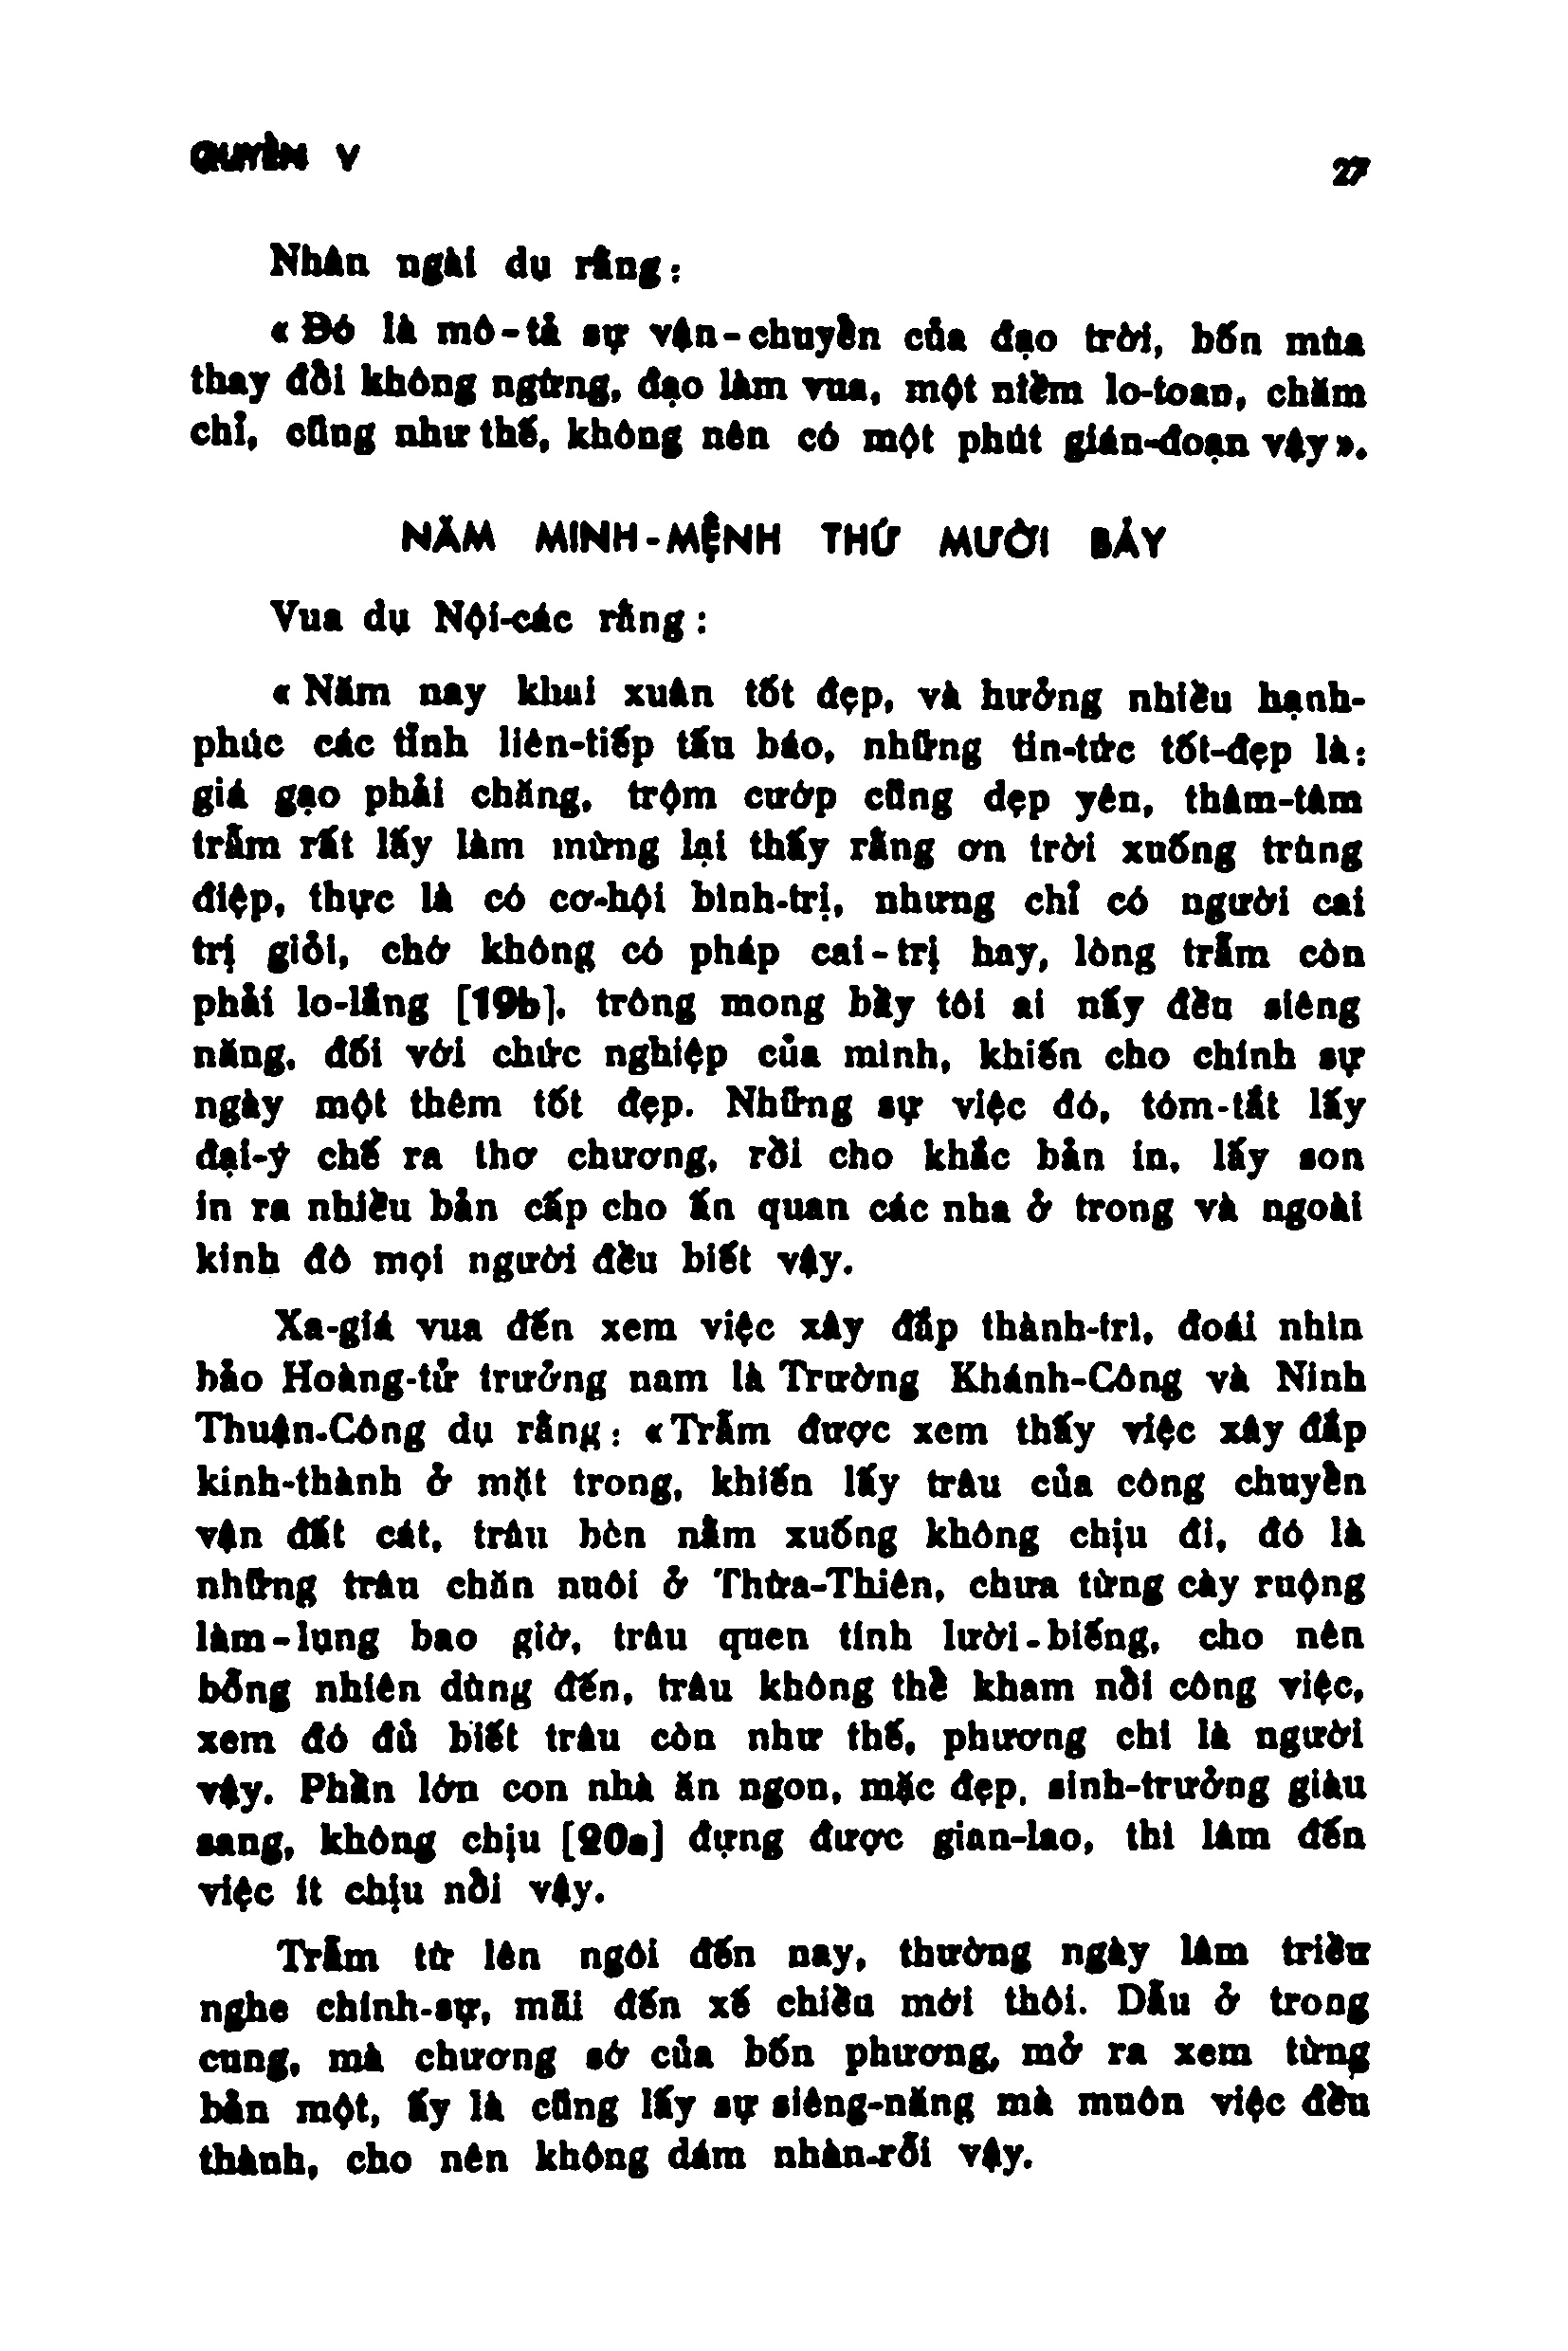 QUYỀN V
27
Nhân ngài dụ rằng:
« Đó là mô-tả sự vận-chuyển của đạo trời, bốn mùa
thay đổi không ngừng, đạo làm vua, một niềm lo-toan, chăm
chỉ, cũng như thế, không nên có một phút gián-đoạn vậy ».
NĂM MINH-MỆNH THỨ MƯỜI BẢY
Vua dụ Nội-các rằng :
« Năm nay khai xuân tốt đẹp, và hưởng nhiều hạnh-
phúc các tỉnh liên-tiếp tấu báo, những tin-tức tốt-đẹp là:
giá gạo phải chăng, trộm cướp cũng dẹp yên, thâm-tâm
trẫm rất lấy làm mừng lại thấy rằng ơn trời xuống trùng
điệp, thực là có cơ-hội bình-trị, nhưng chỉ có người cai
trị giỏi, chớ không có pháp cai-trị hay, lòng trẫm còn
phải lo-lắng [19b], trông mong bầy tôi ai nấy đều siêng
năng, đối với chức nghiệp của mình, khiến cho chính sự
ngày một thêm tốt đẹp. Những sự việc đó, tóm-tắt lấy
đại-ý chế ra thơ chương, rồi cho khắc bản in, lấy son
in ra nhiều bản cấp cho ấn quan các nha ở trong và ngoài
kinh đô mọi người đều biết vậy.
Xa-giá vua đến xem việc xây đắp thành-trì, đoái nhìn
bảo Hoàng-tử trưởng nam là Trường Khánh-Công và Ninh
Thuận-Công dụ rằng: « Trẫm được xem thấy việc xây đắp
kinh-thành ở mặt trong, khiến lấy trâu của công chuyển
vận đất cát, trâu bèn nằm xuống không chịu đi, đó là
những trâu chăn nuôi ở Thừa-Thiên, chưa từng cày ruộng
làm-lụng bao giờ, trâu quen tính lười-biếng, cho nên
bỗng nhiên dùng đến, trâu không thể kham nổi công việc,
xem đó đủ biết trâu còn như thế, phương chi là người
vậy. Phần lớn con nhà ăn ngon, mặc đẹp, sinh-trưởng giàu
sang, không chịu [20a] đựng được gian-lao, thì lâm đến
việc ít chịu nổi vậy.
Trẫm từ lên ngôi đến nay, thường ngày lâm triều
nghe chính-sự, mãi đến xế chiều mới thôi. Dẫu ở trong
cung, mà chương sớ của bốn phương, mở ra xem từng
bản một, ấy là cũng lấy sự siêng-năng mà muôn việc đều
thành, cho nên không dám nhàn-rỗi vậy.